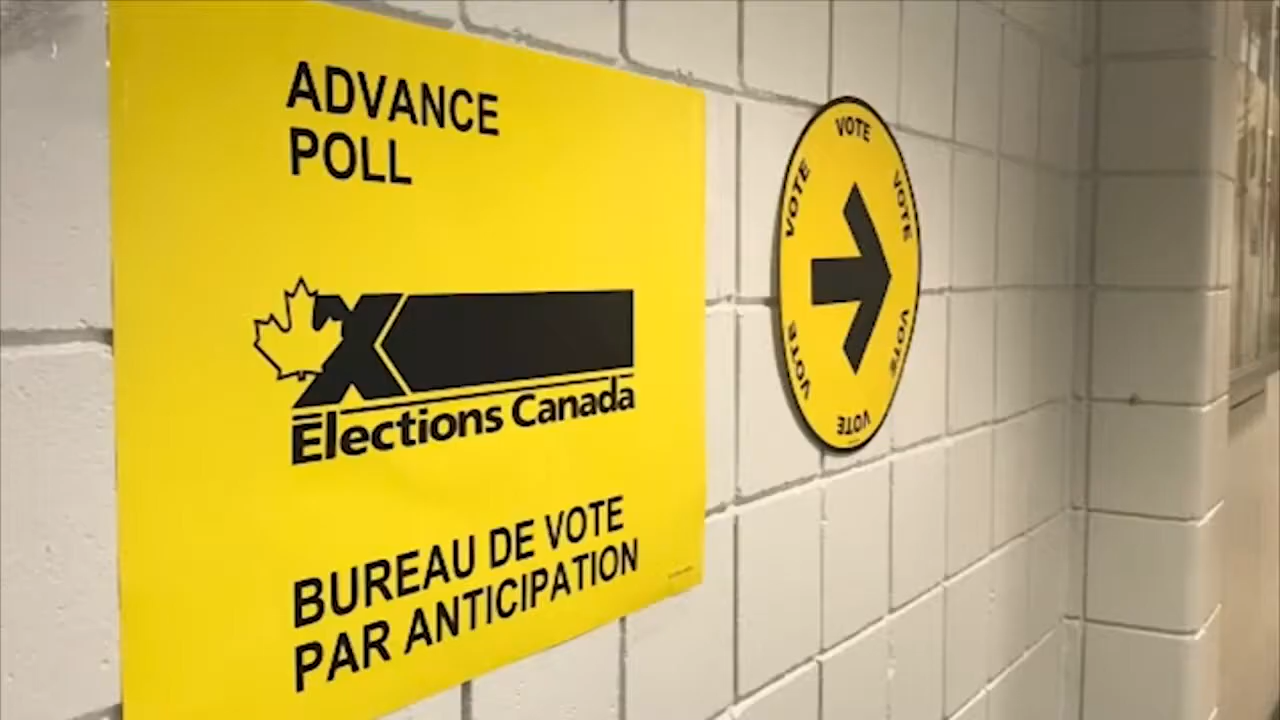 ADVANCE
POLL
Elections Canada
BUREAU DE VOTE
PAR ANTICIPATION
VOTE
VOTE
VOTE
VOTE
VOTE
VOTE